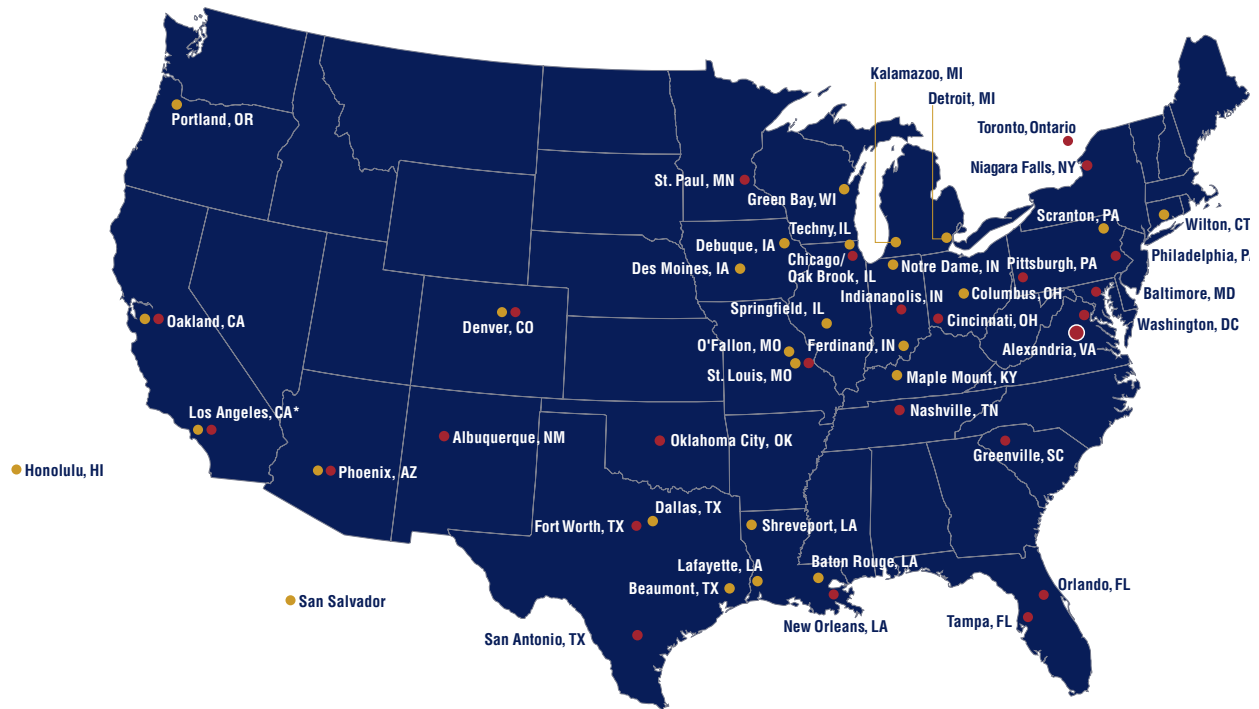 Kalamazoo, MI
Detroit, MI
Portland, OR
Toronto, Ontario
Niagara Falls, NY
St. Paul, MN
Green Bay, WI
Scranton, PA
Wilton, CT
Techny, IL
Debuque, IA
Chicago/
Oak Brook, IL
Des Moines, IA
Notre Dame, IN
Pittsburgh, PA
Philadelphia, PA
Indianapolis, IN
Columbus, OH
Baltimore, MD
Springfield, IL
Cincinnati, OH
Washington, DC
Oakland, CA
Denver, CO
O'Fallon, MO
Ferdinand, IN
Alexandria, VA
St. Louis, MO
Maple Mount, KY
Los Angeles, CA*
Nashville, TN
Albuquerque, NM
Oklahoma City, OK
Greenville, SC
Honolulu, HI
Phoenix, AZ
Dallas, TX
Fort Worth, TX
Shreveport, LA
Lafayette, LA
Baton Rouge, LA
Beaumont, TX
Orlando, FL
San Salvador
New Orleans, LA
Tampa, FL
San Antonio, TX